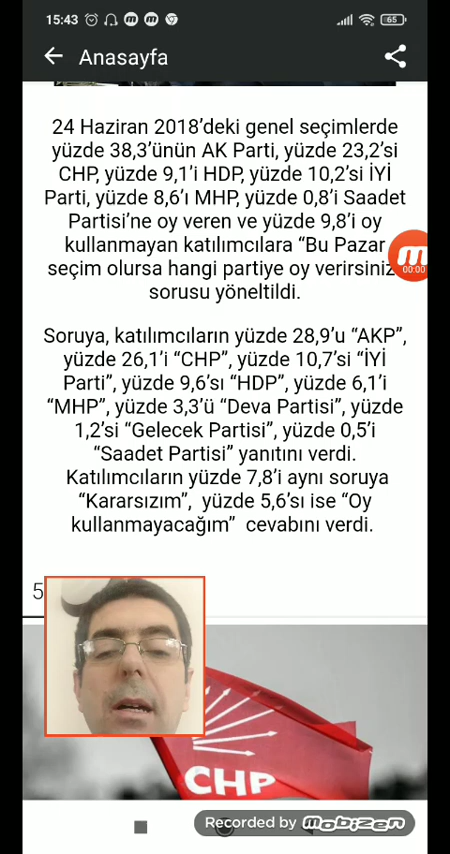 15:43
65
Anasayfa
24 Haziran 2018’deki genel seçimlerde
yüzde 38,3’ünün AK Parti, yüzde 23,2’si
CHP, yüzde 9,1’i HDP, yüzde 10,2’si İYİ
Parti, yüzde 8,6’ı MHP, yüzde 0,8’i Saadet
Partisi’ne oy veren ve yüzde 9,8’i oy
kullanmayan katılımcılara “Bu Pazar
seçim olursa hangi partiye oy verirsiniz
sorusu yöneltildi.
00:00
Soruya, katılımcıların yüzde 28,9’u “AKP”,
yüzde 26,1’i “CHP”, yüzde 10,7’si “İYİ
Parti”, yüzde 9,6’sı “HDP”, yüzde 6,1’i
“MHP”, yüzde 3,3’ü “Deva Partisi”, yüzde
1,2’si “Gelecek Partisi”, yüzde 0,5’i
“Saadet Partisi” yanıtını verdi.
Katılımcıların yüzde 7,8’i aynı soruya
“Kararsızım”, yüzde 5,6’sı ise “Oy
kullanmayacağım” cevabını verdi.
5
CHP
Recorded by mobizen